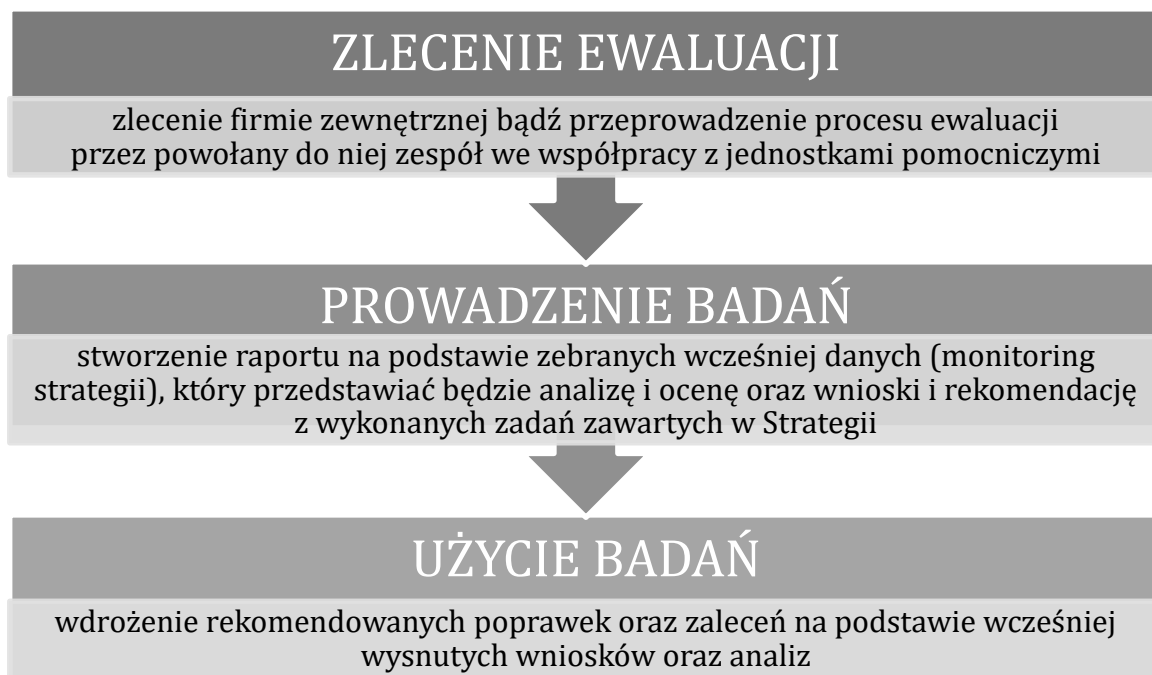 ZLECENIE EWALUACJI
zlecenie firmie zewnętrznej bądź przeprowadzenie procesu ewaluacji
przez powołany do niej zespół we współpracy z jednostkami pomocniczymi
PROWADZENIE BADAŃ
stworzenie raportu na podstawie zebranych wcześniej danych (monitoring
strategii), który przedstawiać będzie analizę i ocenę oraz wnioski i rekomendację
z wykonanych zadań zawartych w Strategii
UŻYCIE BADAŃ
wdrożenie rekomendowanych poprawek oraz zaleceń na podstawie wcześniej
wysnutych wniosków oraz analiz